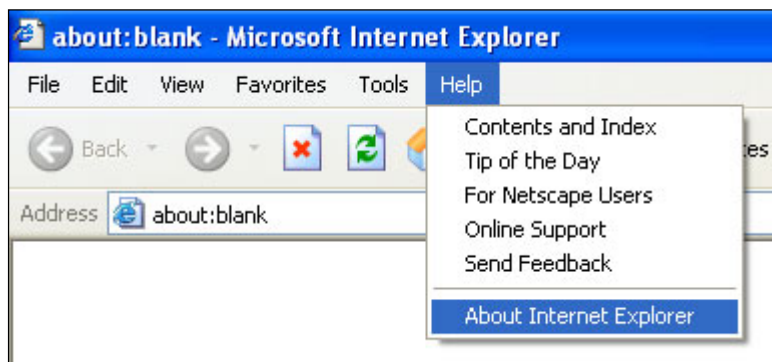 about:blank - Microsoft Internet Explorer
File Edit View Favorites Tools Help
Back
Contents and Index
Tip of the Day
For Netscape Users
Online Support
Send Feedback
About Internet Explorer
Address about:blank